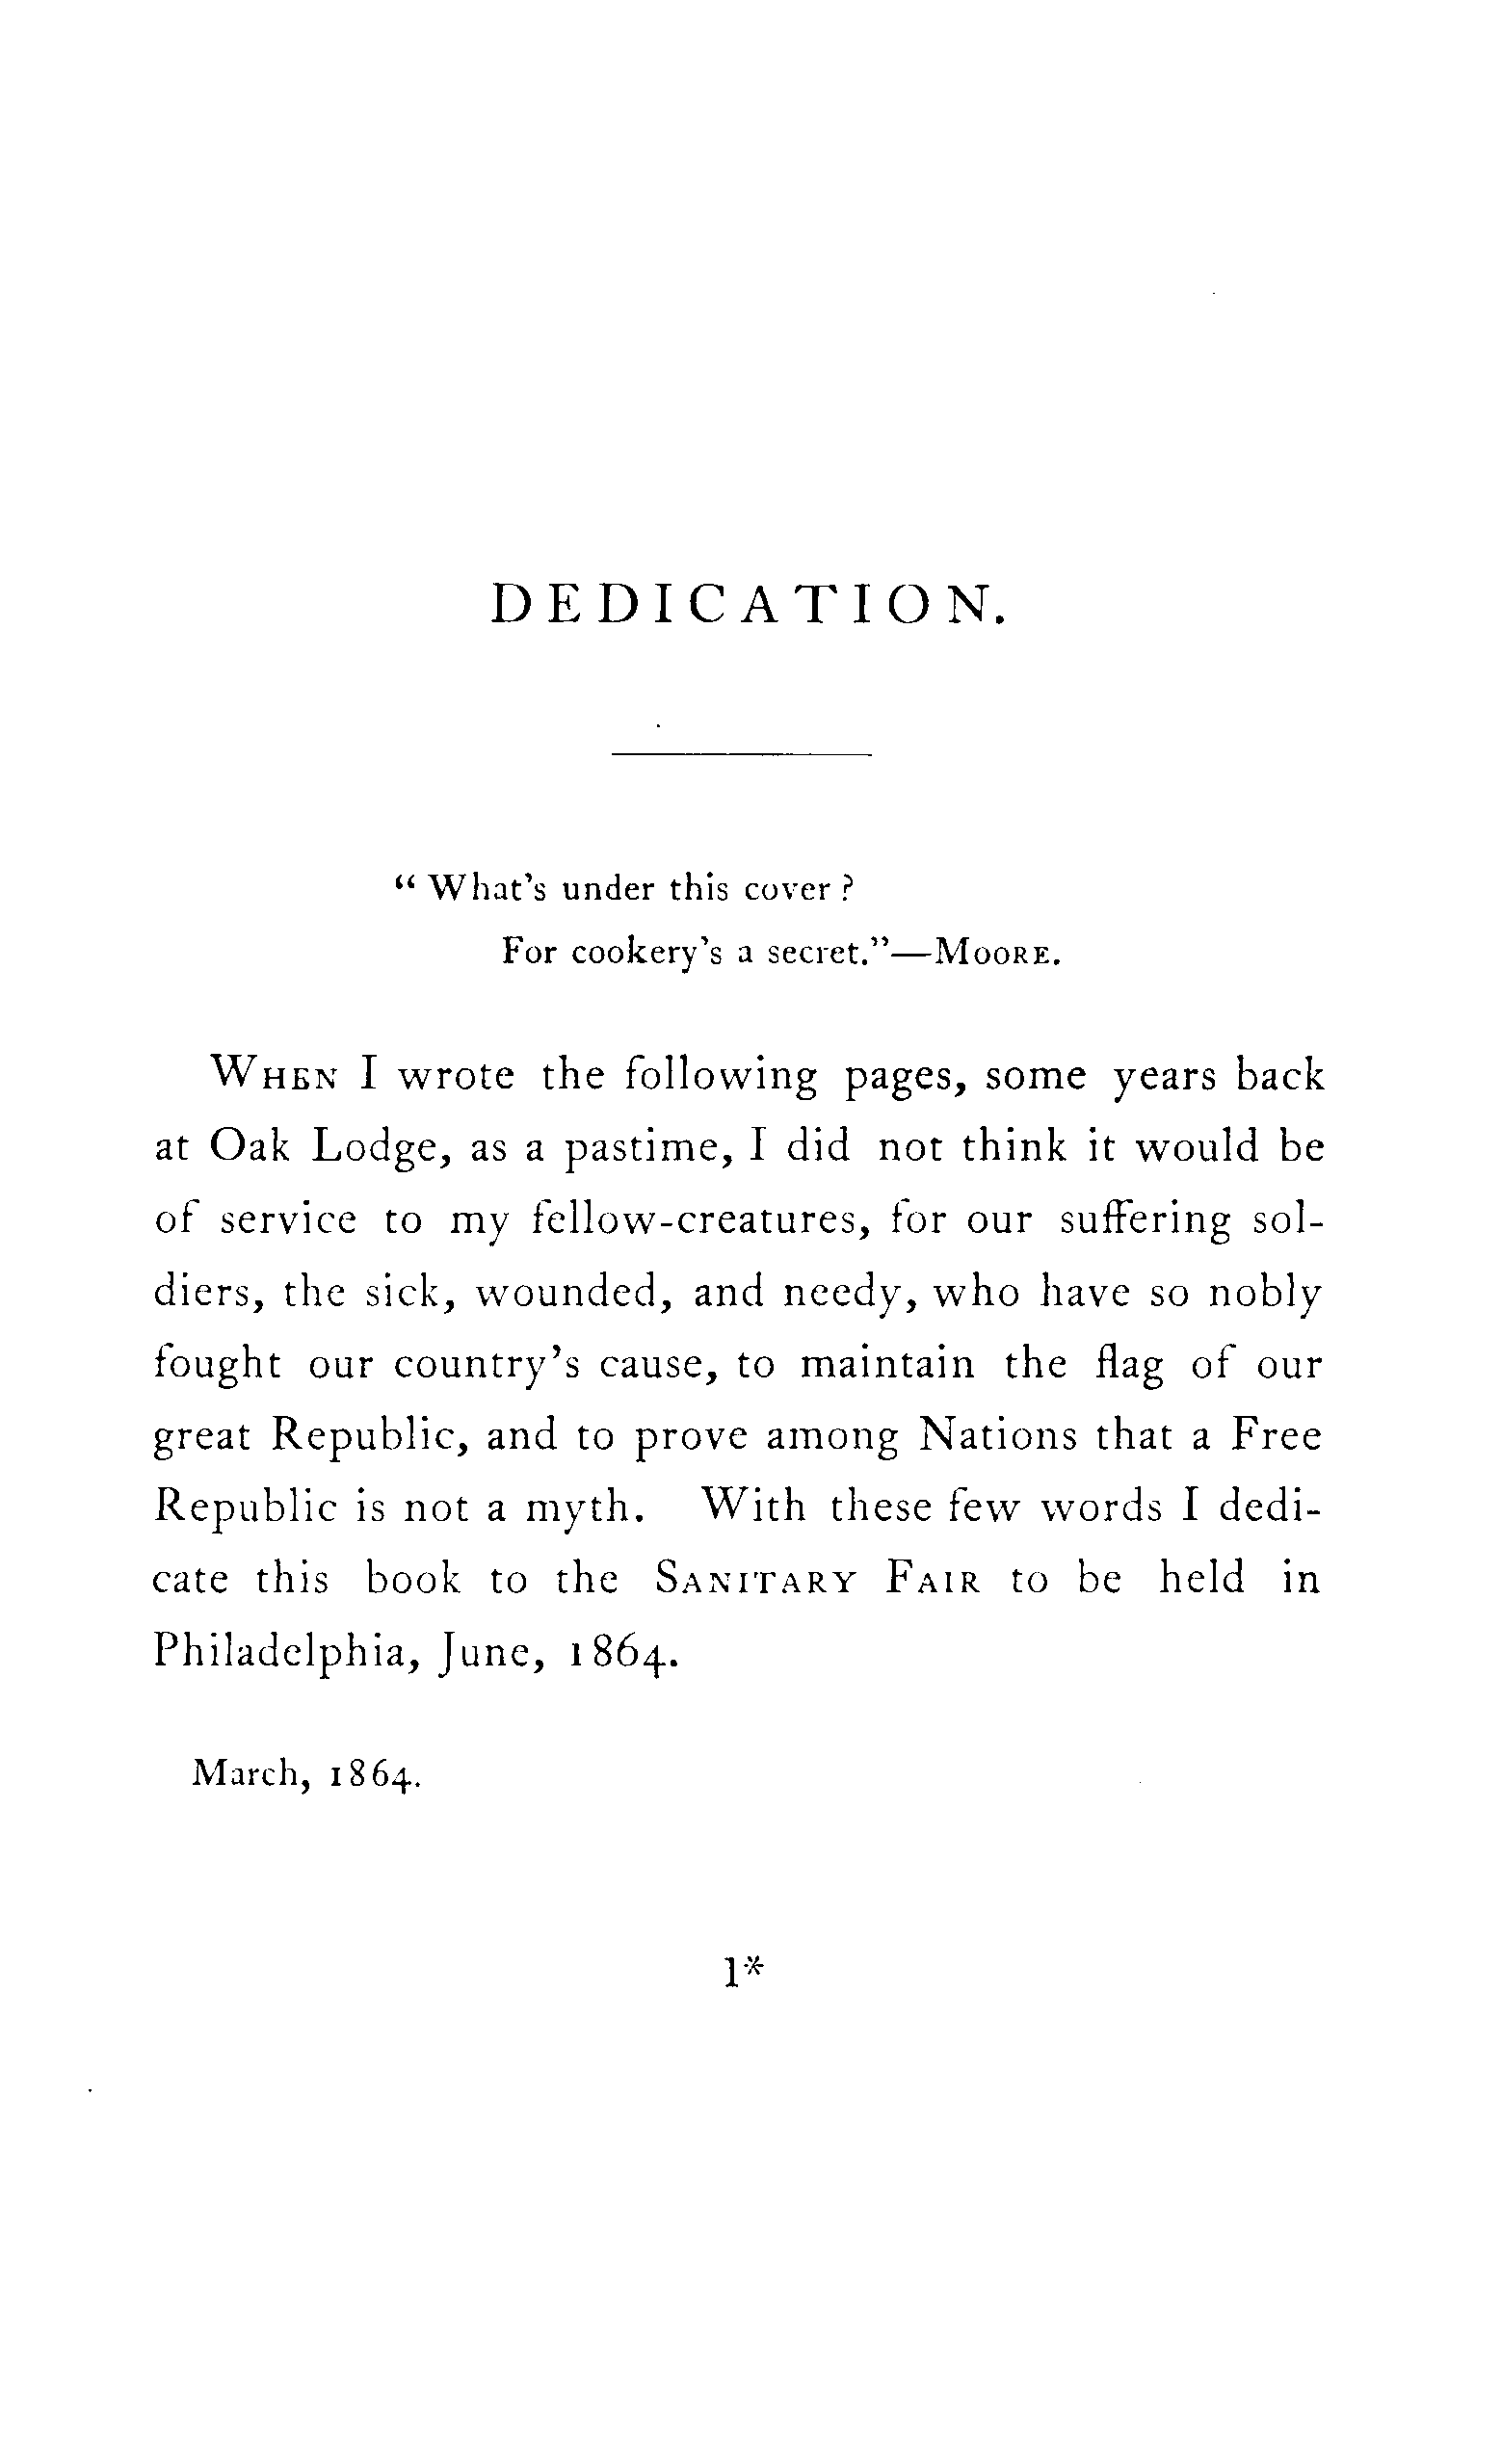 DEDICATION.
“What's under this cover?
For cookery's a secret.”—MOORE.
WHEN I wrote the following pages, some years back
at Oak Lodge, as a pastime, I did not think it would be
of service to my fellow-creatures, for our suffering sol-
diers, the sick, wounded, and needy, who have so nobly
fought our country's cause, to maintain the flag of our
great Republic, and to prove among Nations that a Free
Republic is not a myth. With these few words I dedi-
cate this book to the SANITARY FAIR to be held in
Philadelphia, June, 1864.
March, 1864.
1*